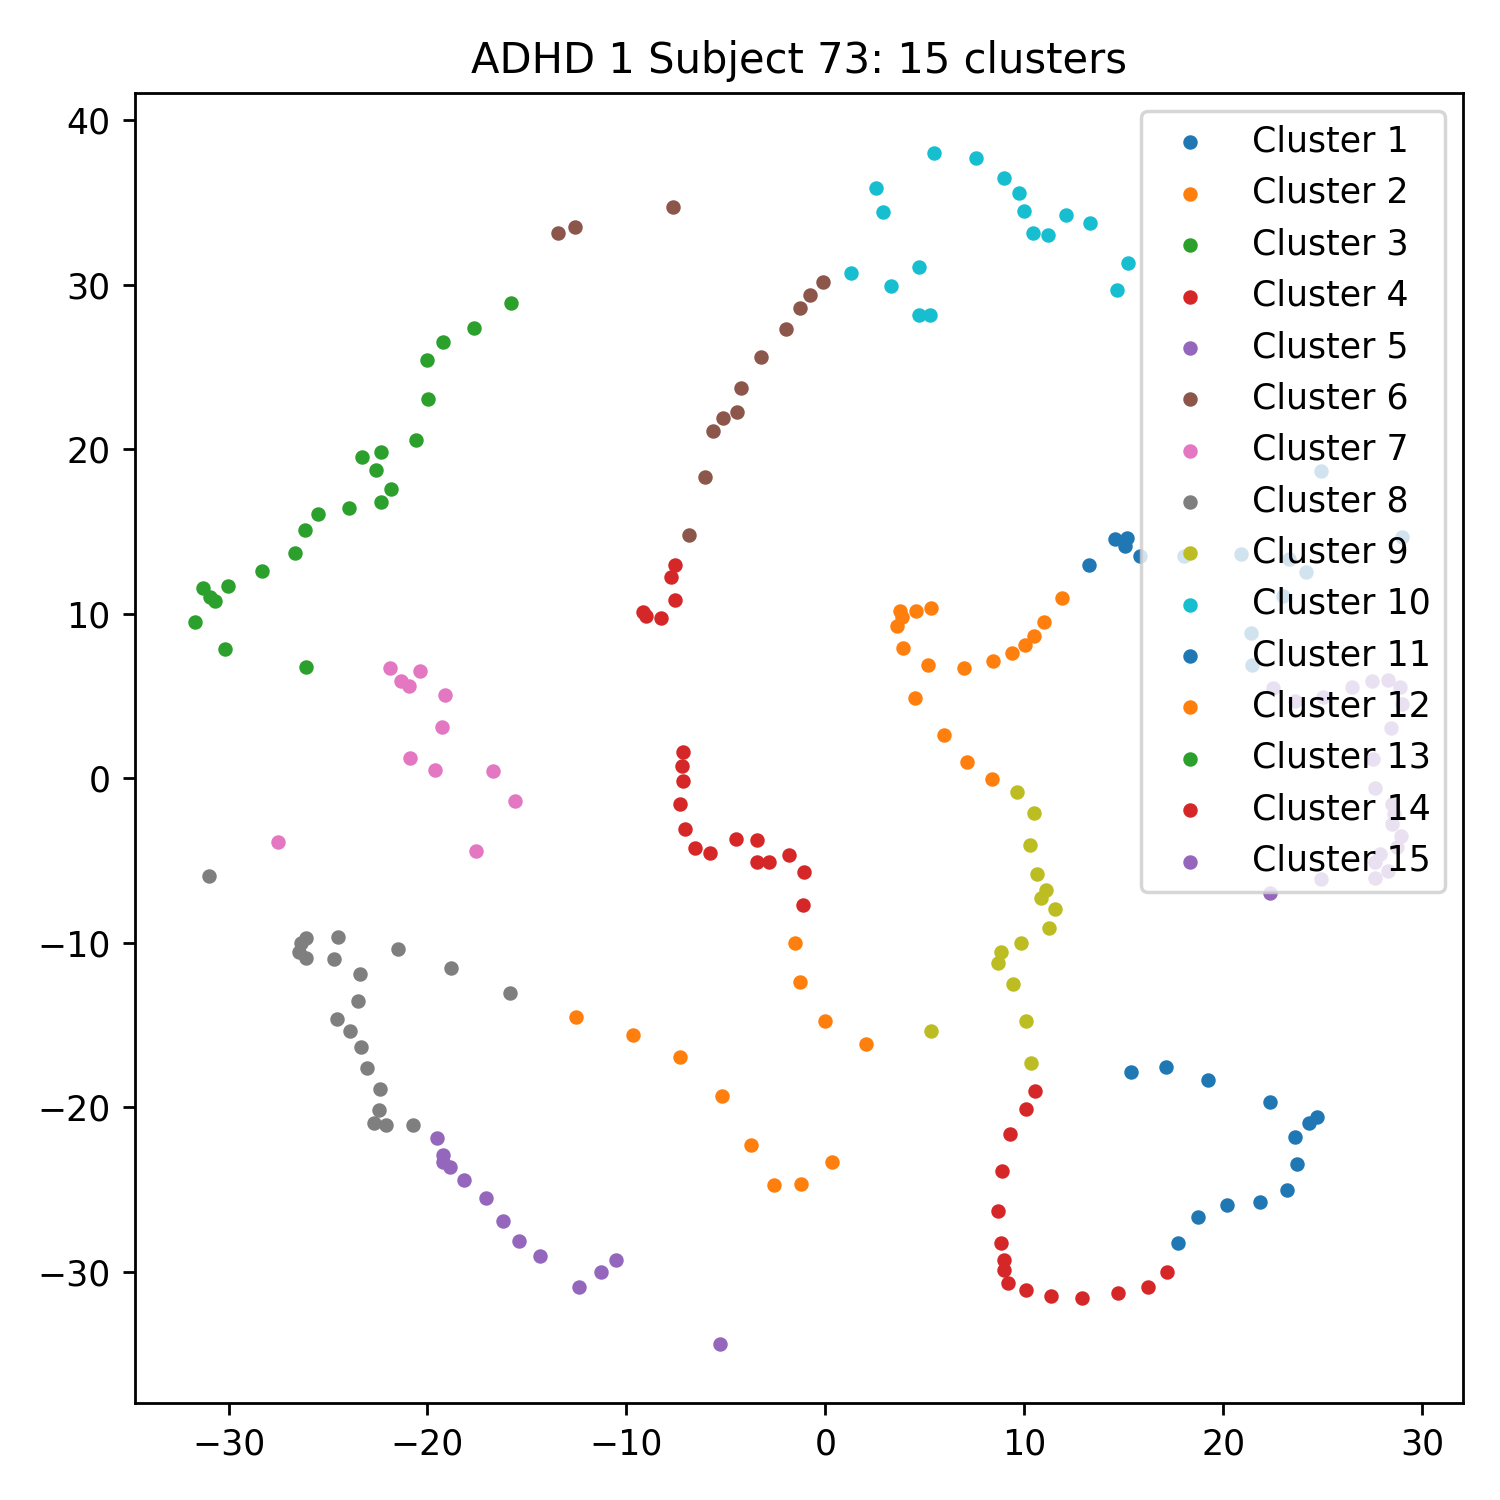 ADHD 1 Subject 73: 15 clusters
40
30
20
10
0
−10
−20
−30
−30
−20
−10
0
10
20
30
Cluster 1
Cluster 2
Cluster 3
Cluster 4
Cluster 5
Cluster 6
Cluster 7
Cluster 8
Cluster 9
Cluster 10
Cluster 11
Cluster 12
Cluster 13
Cluster 14
Cluster 15